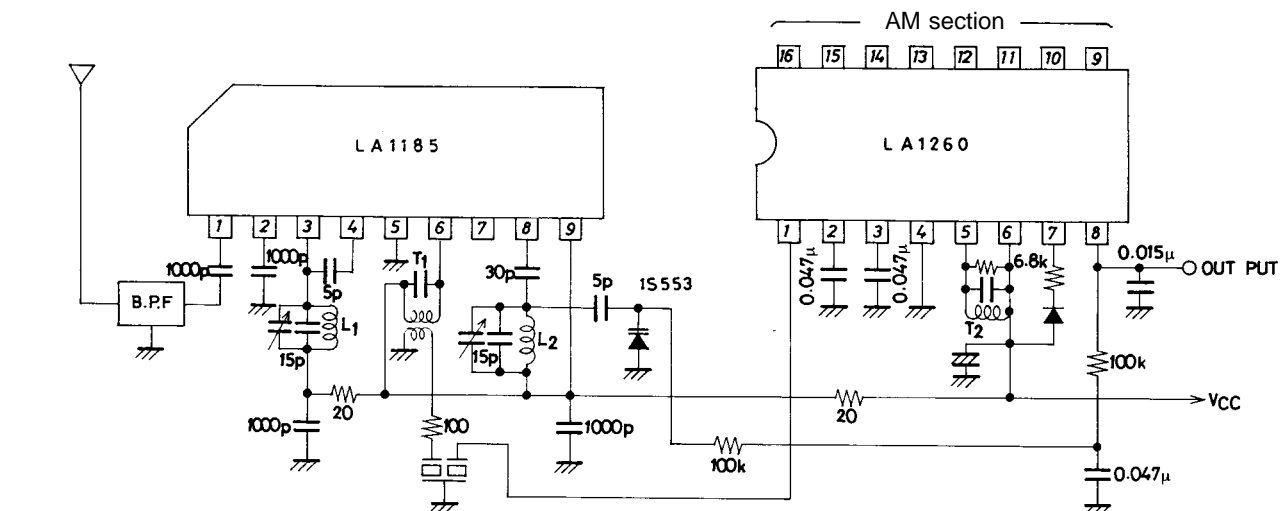 AM section
16 15 14 13 12 11 10 9
LA1185
LA1260
1 2 3 4 5 6 7 8 9
1 2 3 4 5 6 7 8
1000p
1000p
5p
T1
30p
5p
1S553
0.047μ
0.047μ
6.8k
0.015μ
OUT PUT
B.P.F
L1
15p
15p
L2
T2
100k
20
20
VCC
1000p
100
1000p
100k
0.047μ